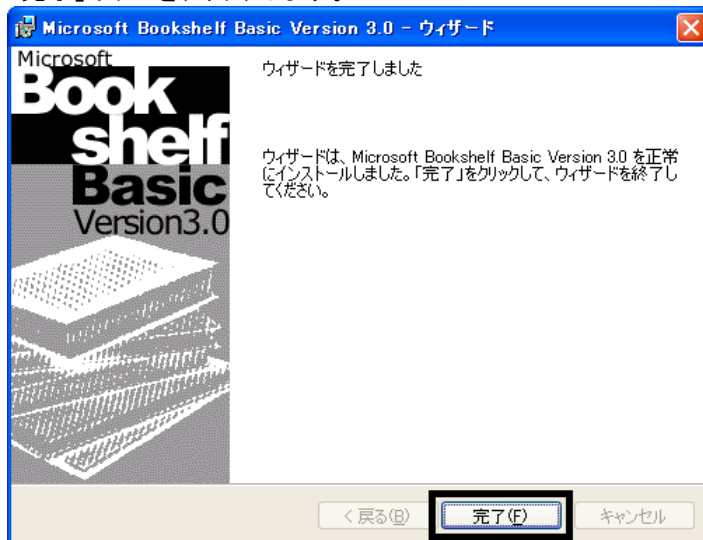 Microsoft Bookshelf Basic Version 3.0 - ウィザード
Microsoft
Book
shelf
Basic
Version3.0
ウィザードを完了しました
ウィザードは、Microsoft Bookshelf Basic Version 3.0 を正常
にインストールしました。「完了」をクリックして、ウィザードを終了し
てください。
< 戻る(B)
完了(F)
キャンセル